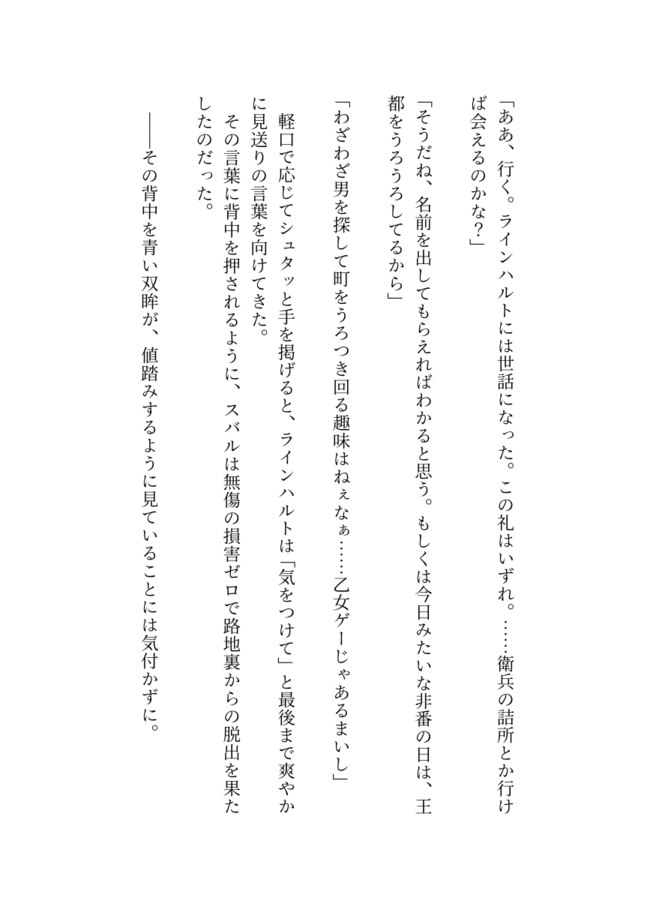 「ああ、行く。ラインハルトには世話になった。この礼はいずれ。……衛兵の詰所とか行け
ば会えるのかな？」
「そうだね、名前を出してもらえればわかると思う。もしくは今日みたいな非番の日は、王
都をうろうろしてるから」
「わざわざ男を探して町をうろつき回る趣味はねぇなぁ……乙女ゲーじゃあるまいし」
軽口で応じてシュタッと手を掲げると、ラインハルトは「気をつけて」と最後まで爽やか
に見送りの言葉を向けてきた。
その言葉に背中を押されるように、スバルは無傷の損害ゼロで路地裏からの脱出を果た
したのだった。
――その背中を青い双眸が、値踏みするように見ていることには気付かずに。